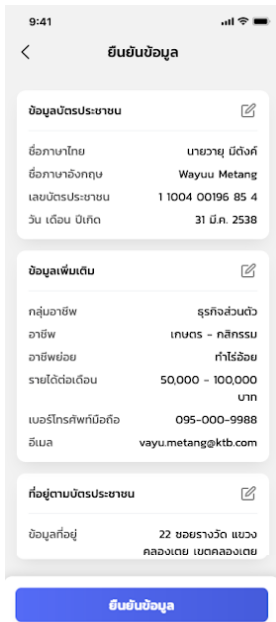 9:41
ยืนยันข้อมูล
ข้อมูลบัตรประชาชน
ชื่อภาษาไทย นายวายุ มีตังค์
ชื่อภาษาอังกฤษ Wayuu Metang
เลขบัตรประชาชน 1 1004 00196 85 4
วัน เดือน ปีเกิด 31 มี.ค. 2538
ข้อมูลเพิ่มเติม
กลุ่มอาชีพ ธุรกิจส่วนตัว
อาชีพ เกษตร - กสิกรรม
อาชีพย่อย ทำไร่อ้อย
รายได้ต่อเดือน 50,000 - 100,000
บาท
เบอร์โทรศัพท์มือถือ 095-000-9988
อีเมล vayu.metang@ktb.com
ที่อยู่ตามบัตรประชาชน
ข้อมูลที่อยู่ 22 ซอยรางวัด แขวง
คลองเตย เขตคลองเตย
ยืนยันข้อมูล